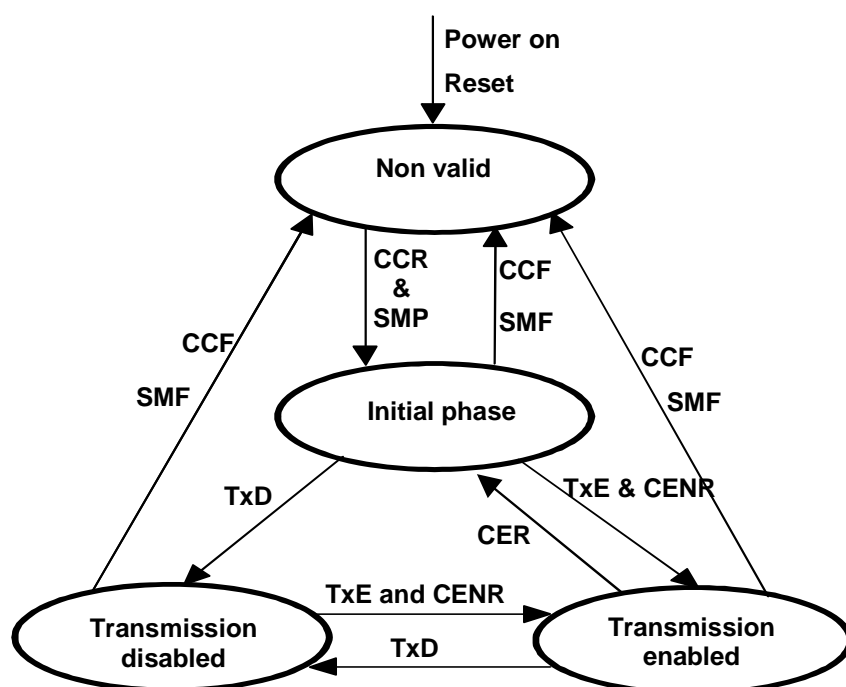 Power on
Reset
Non valid
CCR
&
SMP
CCF
SMF
CCF
SMF
CCF
SMF
Initial phase
TxD
TxE & CENR
CER
TxE and CENR
TxD
Transmission
disabled
Transmission
enabled